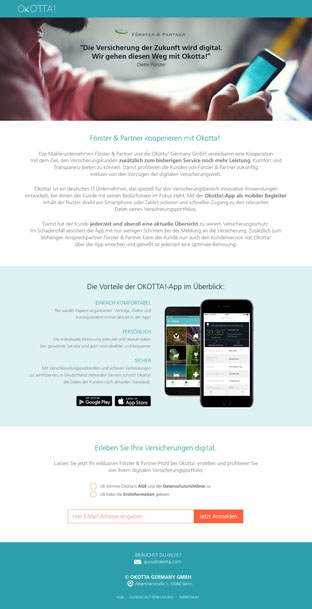 OKOTTA!
FÖRSTER & PARTNER
"Die Versicherung der Zukunft wird digital.
Wir gehen diesen Weg mit Okotta!"
Dieter Förster
Förster & Partner kooperieren mit Okotta!
Das Maklerunternehmen Förster & Partner und die Okotta! Germany GmbH vereinbaren eine Kooperation
mit dem Ziel, den Versicherungskunden zusätzlich zum bisherigen Service noch mehr Leistung, Komfort und
Transparenz bieten zu können. Damit profitieren die Kunden von Förster & Partner zukünftig
exklusiv von den Vorzügen der digitalen Versicherungswelt.
Okotta! ist ein deutsches IT-Unternehmen, das speziell für den Versicherungsbereich innovative Anwendungen
entwickelt, bei denen der Kunde mit seinen Bedürfnissen im Fokus steht. Mit der Okotta!-App als mobiler Begleiter
erhält der Nutzer direkt per Smartphone oder Tablet sicheren und schnellen Zugang zu den relevanten
Daten seines Versicherungsportfolios.
Damit hat der Kunde jederzeit und überall eine aktuelle Übersicht zu seinem Versicherungsschutz.
Im Schadensfall assistiert die App mit nur wenigen Schritten bei der Meldung an die Versicherung. Zusätzlich zum
bisherigen Ansprechpartner Förster & Partner kann der Kunde nun auch den Kundenservice von Okotta!
über die App erreichen und genießt so jederzeit eine optimale Betreuung.
Die Vorteile der OKOTTA!-App im Überblick:
EINFACH KOMFORTABEL
Nie wieder Papiere organisieren: Verträge, Daten und
Korrespondenz immer aktuell in der App!
PERSÖNLICH
Die individuelle Betreuung jederzeit und überall dabei.
Der gewohnte Service wird jetzt noch direkter und bequemer.
SICHER
Mit Verschlüsselungsprotokollen und sicheren Verbindungen
zu zertifizierten, in Deutschland stehenden Servern schützt Okotta!
die Daten der Kunden nach aktuellen Standards.
Google Play
App Store
31.30
Erleben Sie Ihre Versicherungen digital.
Lassen Sie jetzt Ihr exklusives Förster & Partner-Profil bei Okotta! erstellen und profitieren Sie
von Ihrem digitalen Versicherungsportfolio.
Ich stimme Okottas AGB und der Datenschutzrichtlinie zu
Ich habe die Erstinformation gelesen
Hier E-Mail-Adresse eingeben
Jetzt Anmelden
BRAUCHST DU HILFE?
guru@okotta.com
© OKOTTA GERMANY GMBH
AGB DATENSCHUTZERKLÄRUNG IMPRESSUM